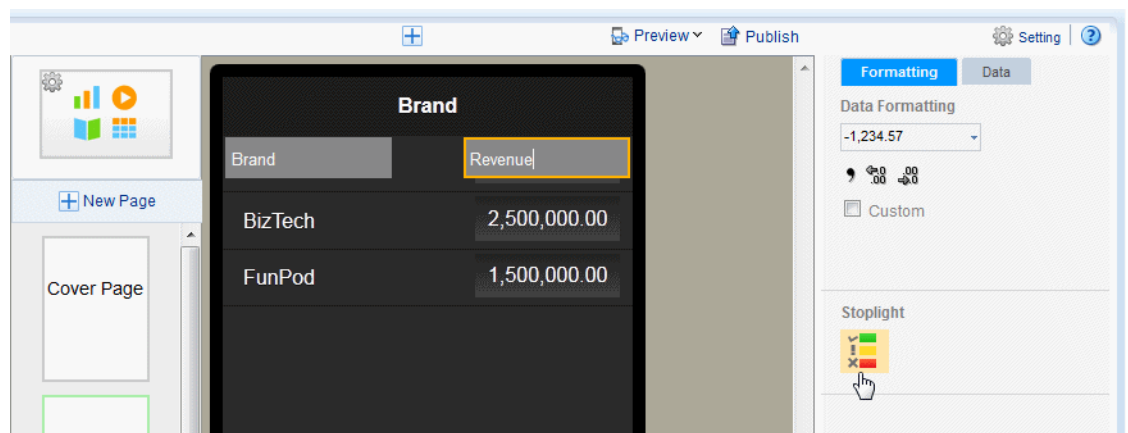 Preview
Publish
Setting
?
New Page
Cover Page
Brand
Brand
Revenue
BizTech
2,500,000.00
FunPod
1,500,000.00
Formatting
Data
Data Formatting
-1,234.57
Custom
Stoplight